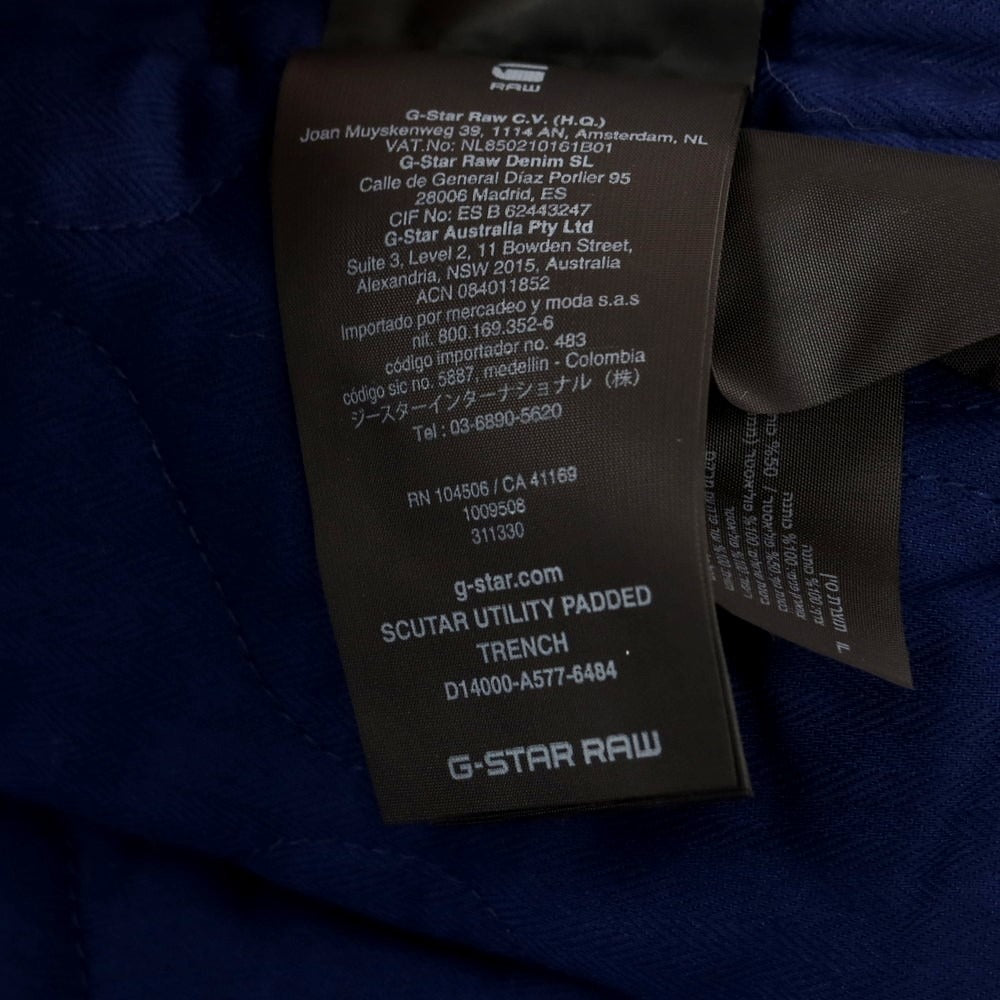 RAW
G-Star Raw C.V. (H.Q.)
Joan Muyskenweg 39, 1114 AN, Amsterdam, NL
VAT.No: NL850210161B01
G-Star Raw Denim SL
Calle de General Díaz Porlier 95
28006 Madrid, ES
CIF No: ES B 62443247
G-Star Australia Pty Ltd
Suite 3, Level 2, 11 Bowden Street,
Alexandria, NSW 2015, Australia
ACN 084011852
Importado por mercadeo y moda s.a.s
nit. 800.169.352-6
código importador no. 483
código sic no. 5887, medellin - Colombia
ジースターインターナショナル（株）
Tel : 03-6890-5620
RN 104506 / CA 41169
1009508
311330
g-star.com
SCUTAR UTILITY PADDED
TRENCH
D14000-A577-6484
G-STAR RAW